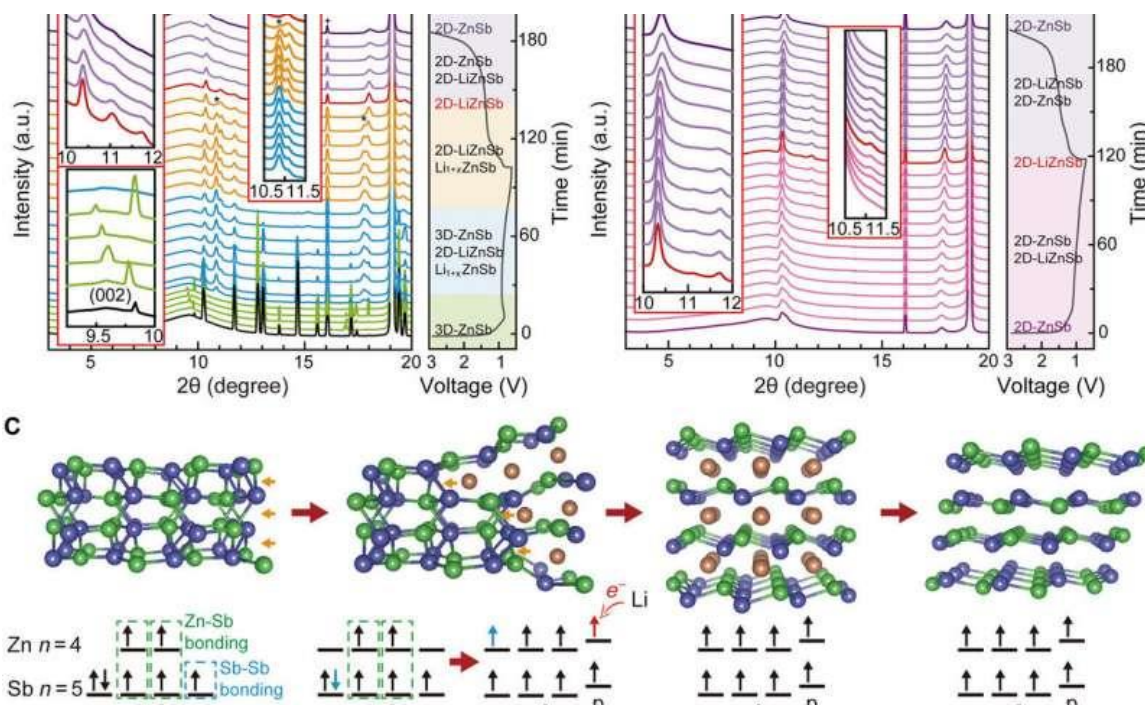 Intensity (a.u.)
10 11 12
(002)
9.5 10
10.5 11.5
5 10 15 20
2θ (degree)
2D-ZnSb
2D-ZnSb
2D-LiZnSb
2D-LiZnSb
2D-LiZnSb
Li₁₊ₓZnSb
3D-ZnSb
2D-LiZnSb
Li₁₊ₓZnSb
3D-ZnSb
180
120
60
0
Time (min)
3 2 1
Voltage (V)
Intensity (a.u.)
10 11 12
10.5 11.5
5 10 15 20
2θ (degree)
2D-ZnSb
2D-LiZnSb
2D-ZnSb
2D-LiZnSb
2D-ZnSb
2D-LiZnSb
2D-ZnSb
180
120
60
0
Time (min)
3 2 1
Voltage (V)
C
e⁻
Li
Zn n = 4
Zn-Sb
bonding
Sb n = 5
Sb-Sb
bonding